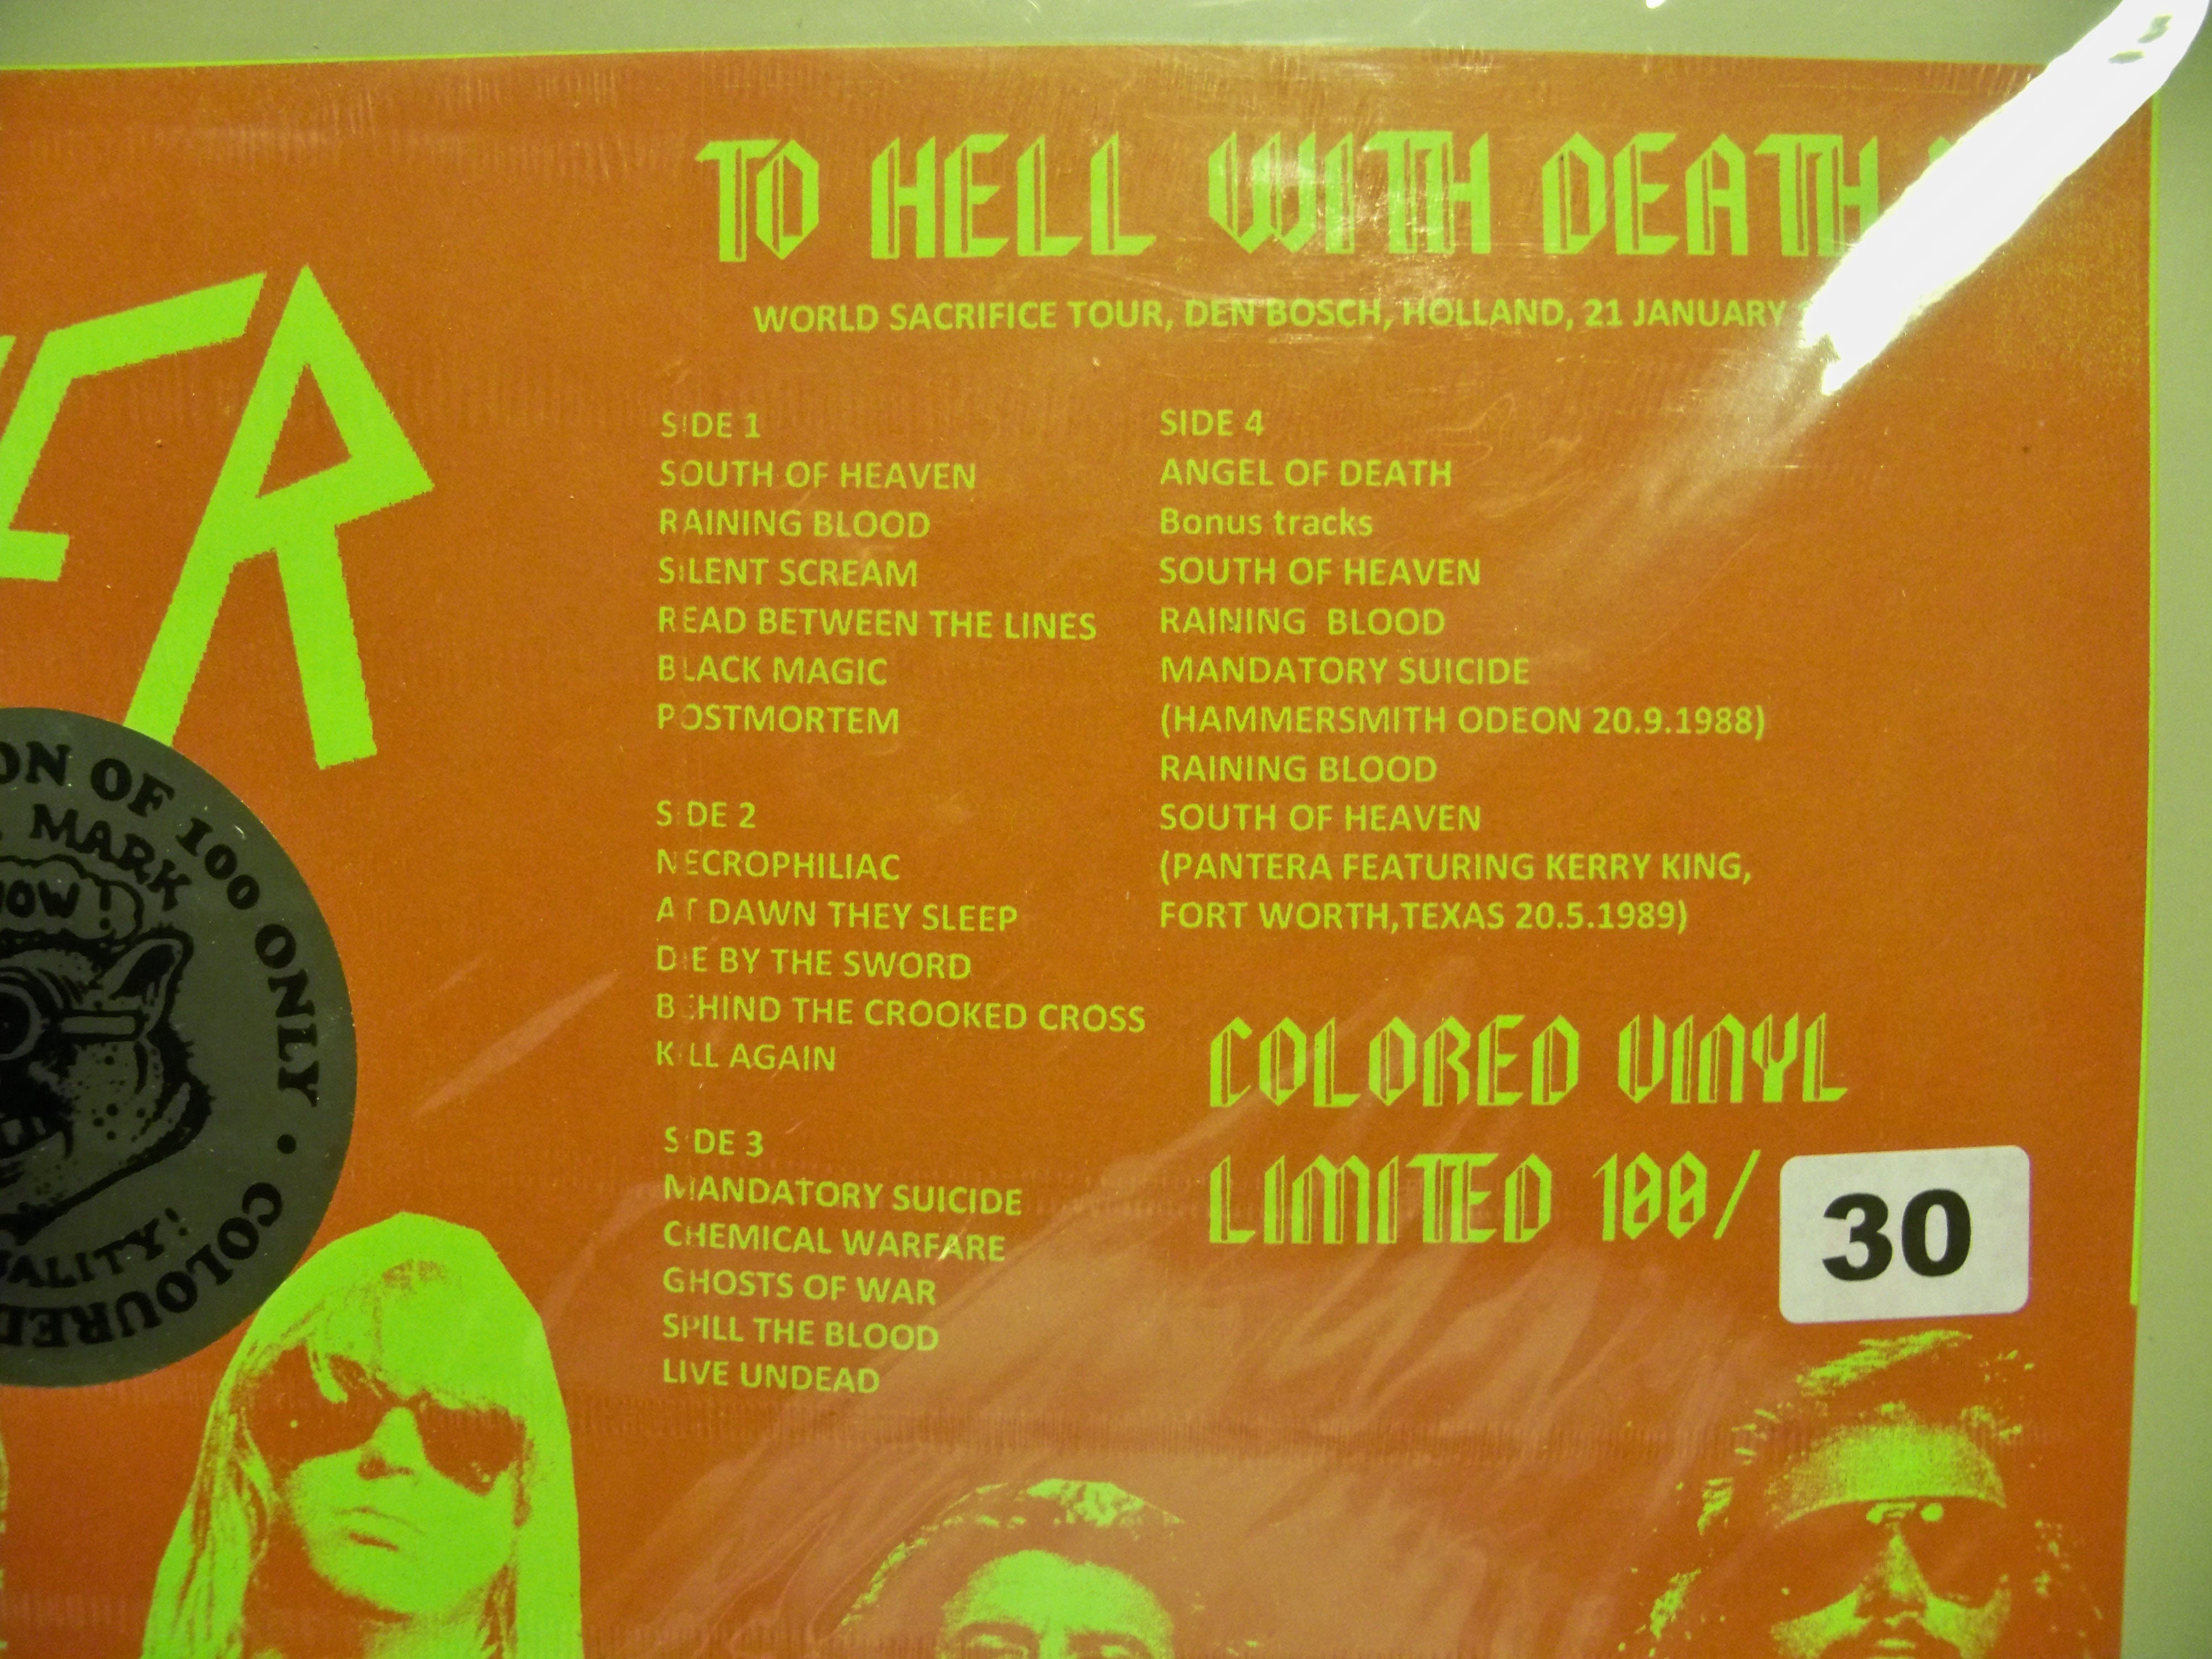 TO HELL WITH DEATH
WORLD SACRIFICE TOUR, DEN BOSCH, HOLLAND, 21 JANUARY
SIDE 1
SOUTH OF HEAVEN
RAINING BLOOD
SILENT SCREAM
READ BETWEEN THE LINES
BLACK MAGIC
POSTMORTEM
SIDE 2
NECROPHILIAC
AT DAWN THEY SLEEP
DIE BY THE SWORD
BEHIND THE CROOKED CROSS
KILL AGAIN
SIDE 3
MANDATORY SUICIDE
CHEMICAL WARFARE
GHOSTS OF WAR
SPILL THE BLOOD
LIVE UNDEAD
SIDE 4
ANGEL OF DEATH
Bonus tracks
SOUTH OF HEAVEN
RAINING BLOOD
MANDATORY SUICIDE
(HAMMERSMITH ODEON 20.9.1988)
RAINING BLOOD
SOUTH OF HEAVEN
(PANTERA FEATURING KERRY KING,
FORT WORTH,TEXAS 20.5.1989)
COLORED VINYL
LIMITED 100/ 30
OF 100 ONLY • COLOURED
MARK